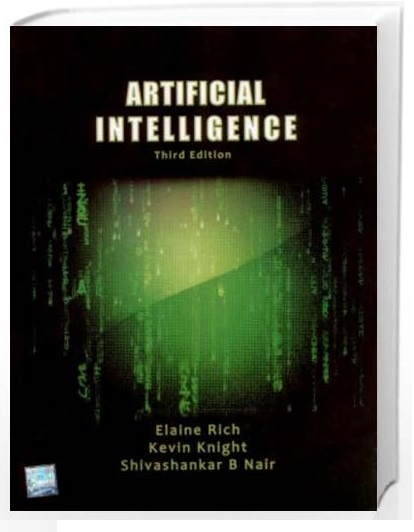 ARTIFICIAL
INTELLIGENCE
Third Edition
Elaine Rich
Kevin Knight
Shivashankar B Nair